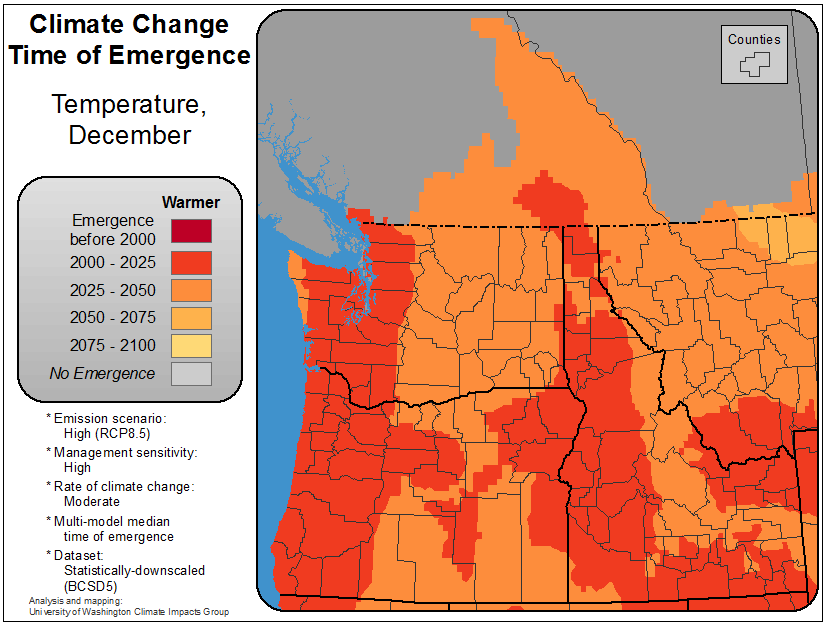 Climate Change
Time of Emergence
Temperature,
December
Warmer
Emergence
before 2000
2000 - 2025
2025 - 2050
2050 - 2075
2075 - 2100
No Emergence
* Emission scenario:
High (RCP8.5)
* Management sensitivity:
High
* Rate of climate change:
Moderate
* Multi-model median
time of emergence
* Dataset:
Statistically-downscaled
(BCSD5)
Analysis and mapping:
University of Washington Climate Impacts Group
Counties